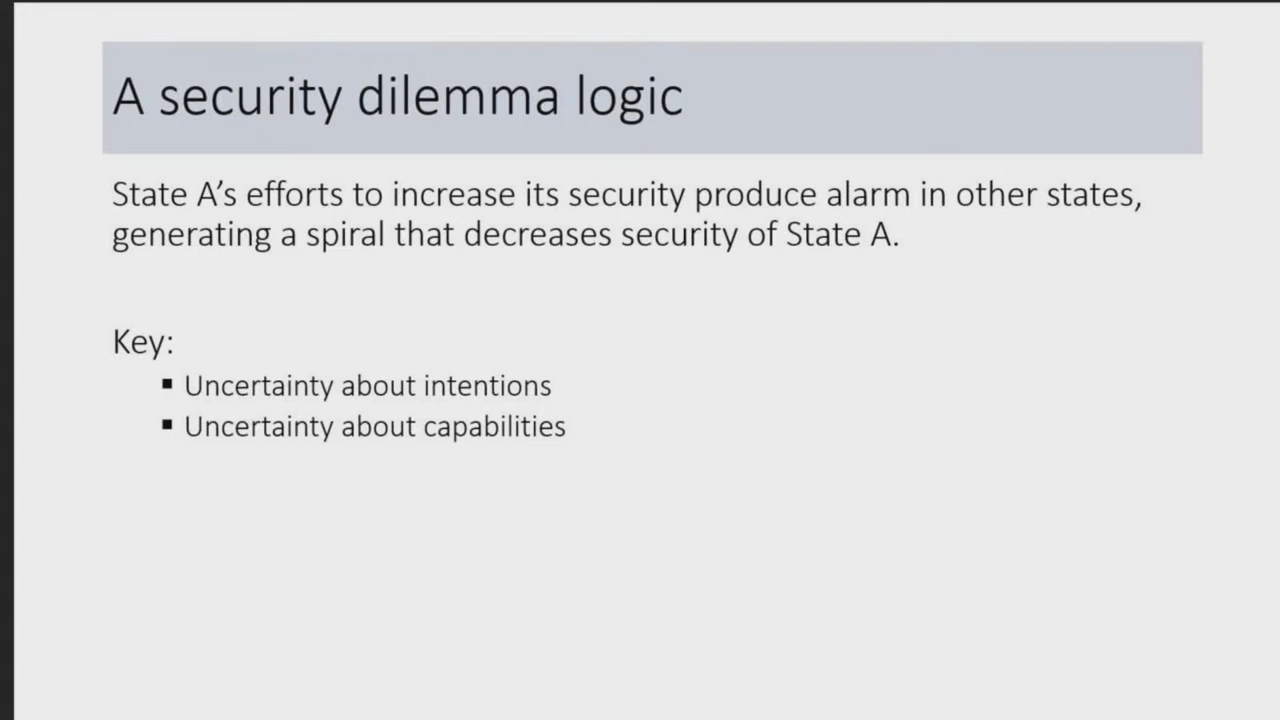 A security dilemma logic
State A’s efforts to increase its security produce alarm in other states,
generating a spiral that decreases security of State A.
Key:
▪ Uncertainty about intentions
▪ Uncertainty about capabilities